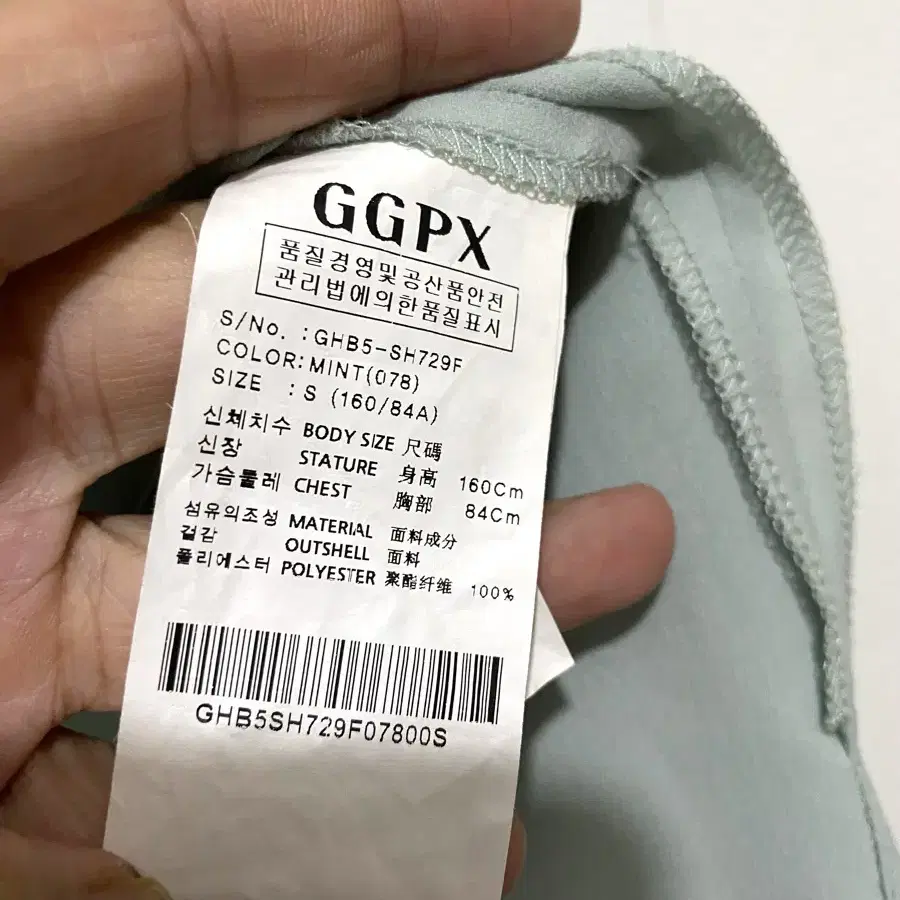 GGPX
품질경영및공산품안전
관리법에의한품질표시
S/No. : GHB5-SH729F
COLOR: MINT(078)
SIZE : S (160/84A)
신체치수 BODY SIZE 尺碼
신장 STATURE 身高 160Cm
가슴둘레 CHEST 胸部 84Cm
섬유의조성 MATERIAL 面料成分
겉감 OUTSHELL 面料
폴리에스터 POLYESTER 聚酯纤维 100%
GHB5SH729F07800S